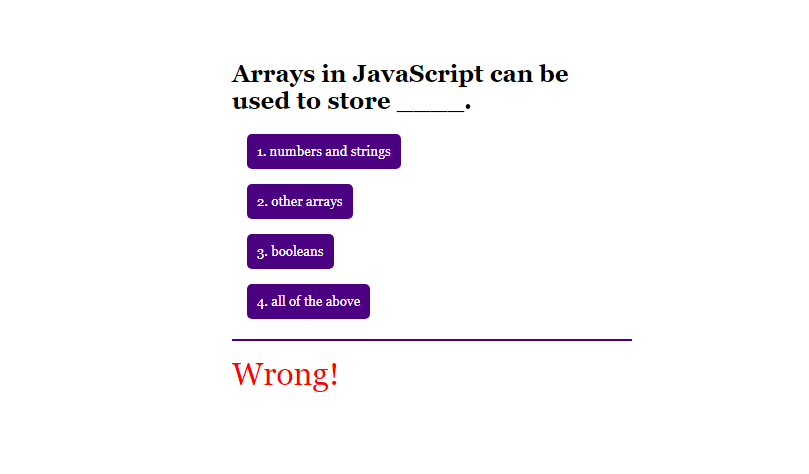 Arrays in JavaScript can be
used to store ____.
1. numbers and strings
2. other arrays
3. booleans
4. all of the above
Wrong!